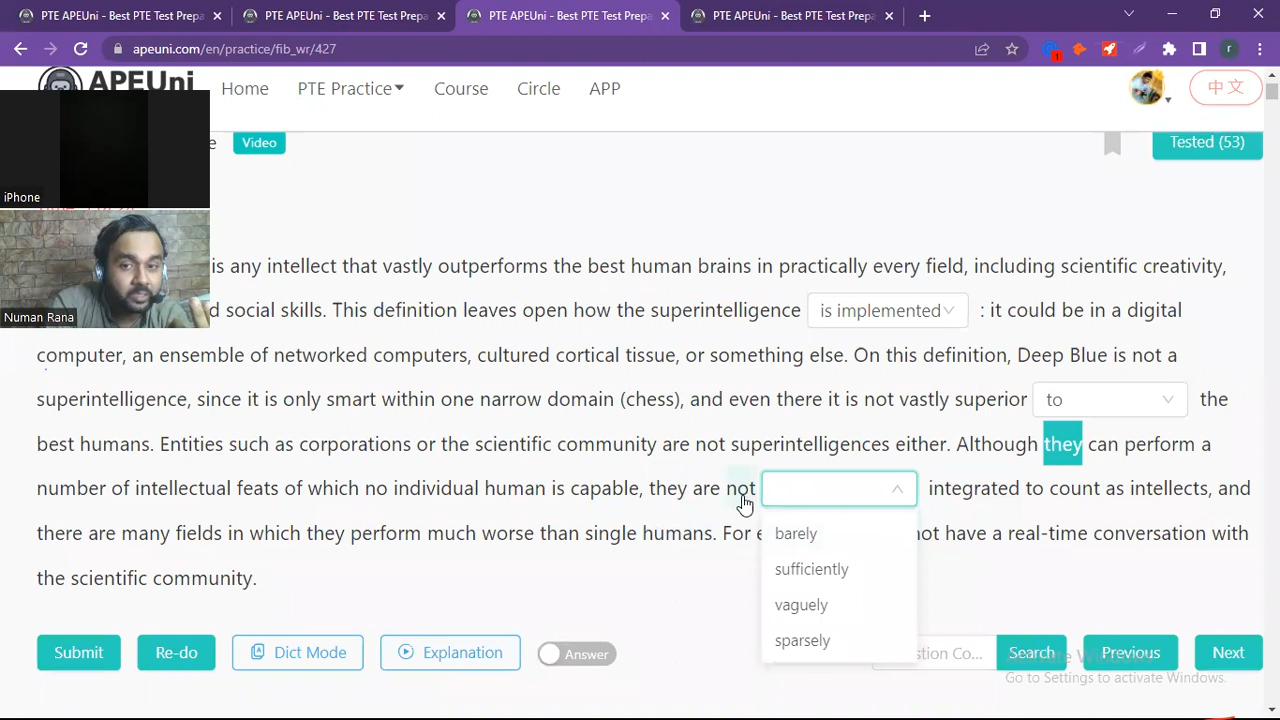 PTE APEUni - Best PTE Test Prepa
PTE APEUni - Best PTE Test Prepa
PTE APEUni - Best PTE Test Prepa
PTE APEUni - Best PTE Test Prepa
apeuni.com/en/practice/fib_wr/427
1
r
APEUni
Home
PTE Practice
Course
Circle
APP
中文
Video
Tested (53)
iPhone
Numan Rana
is any intellect that vastly outperforms the best human brains in practically every field, including scientific creativity,
d social skills. This definition leaves open how the superintelligence is implemented : it could be in a digital
computer, an ensemble of networked computers, cultured cortical tissue, or something else. On this definition, Deep Blue is not a
superintelligence, since it is only smart within one narrow domain (chess), and even there it is not vastly superior to the
best humans. Entities such as corporations or the scientific community are not superintelligences either. Although they can perform a
number of intellectual feats of which no individual human is capable, they are not integrated to count as intellects, and
there are many fields in which they perform much worse than single humans. For e not have a real-time conversation with
the scientific community.
barely
sufficiently
vaguely
sparsely
Submit
Re-do
Dict Mode
Explanation
Answer
stion Co...
Search
Previous
Next
Activate Windows
Go to Settings to activate Windows.